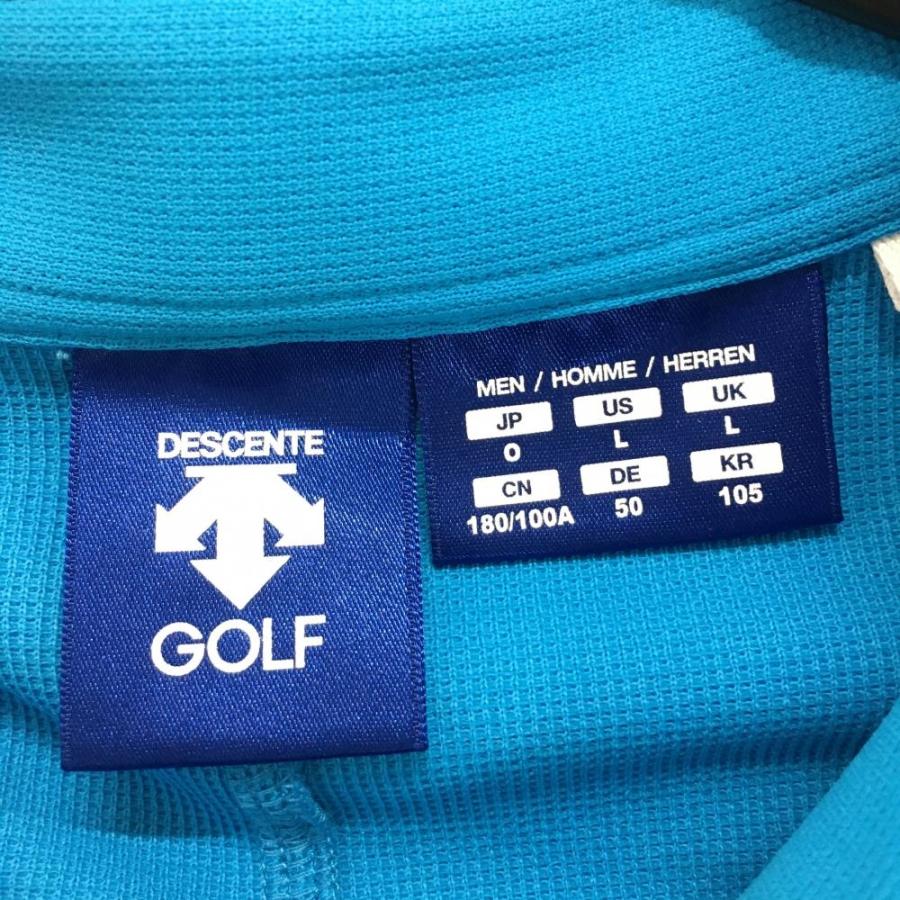 DESCENTE
GOLF
MEN / HOMME / HERREN
JP US UK
O L L
CN DE KR
180/100A 50 105